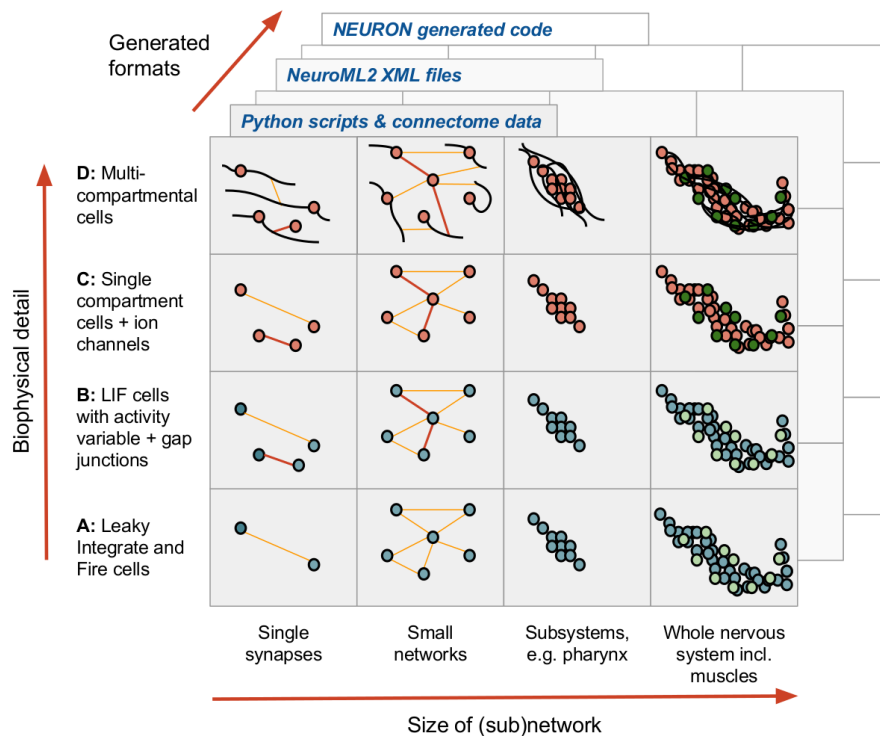 NEURON generated code
Generated
formats
NeuroML2 XML files
Python scripts & connectome data
Biophysical detail
D: Multi-
compartmental
cells
C: Single
compartment
cells + ion
channels
B: LIF cells
with activity
variable + gap
junctions
A: Leaky
Integrate and
Fire cells
Single
synapses
Small
networks
Subsystems,
e.g. pharynx
Whole nervous
system incl.
muscles
Size of (sub)network